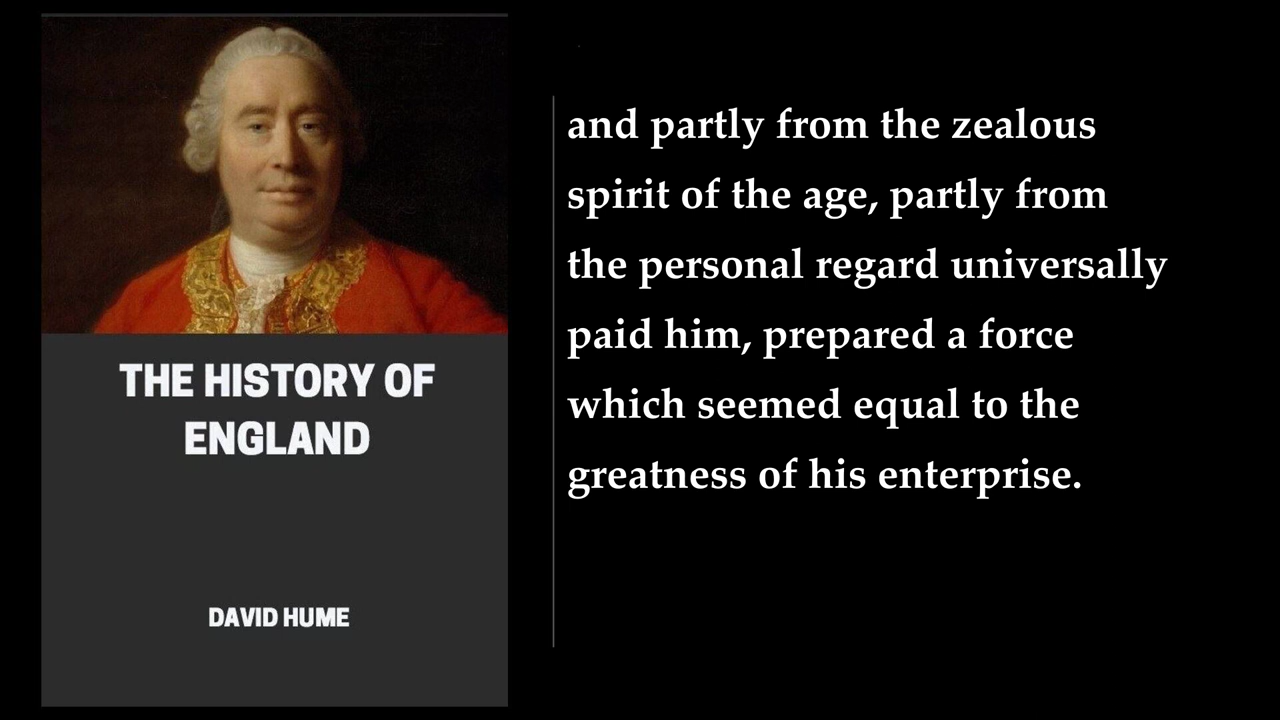 THE HISTORY OF
ENGLAND
DAVID HUME
and partly from the zealous
spirit of the age, partly from
the personal regard universally
paid him, prepared a force
which seemed equal to the
greatness of his enterprise.